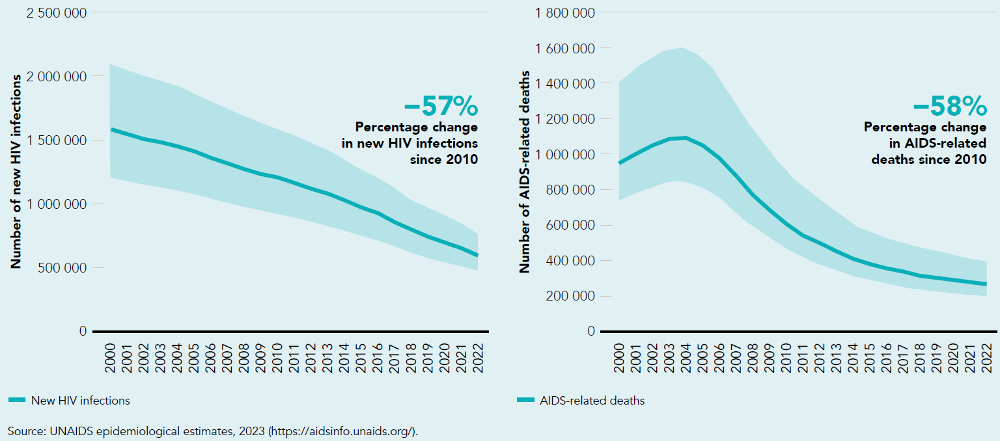 Number of new HIV infections
2 500 000
2 000 000
1 500 000
1 000 000
500 000
0
–57%
Percentage change
in new HIV infections
since 2010
2000 2001 2002 2003 2004 2005 2006 2007 2008 2009 2010 2011 2012 2013 2014 2015 2016 2017 2018 2019 2020 2021 2022
New HIV infections
Number of AIDS-related deaths
1 800 000
1 600 000
1 400 000
1 200 000
1 000 000
800 000
600 000
400 000
200 000
0
–58%
Percentage change
in AIDS-related
deaths since 2010
2000 2001 2002 2003 2004 2005 2006 2007 2008 2009 2010 2011 2012 2013 2014 2015 2016 2017 2018 2019 2020 2021 2022
AIDS-related deaths
Source: UNAIDS epidemiological estimates, 2023 (https://aidsinfo.unaids.org/).